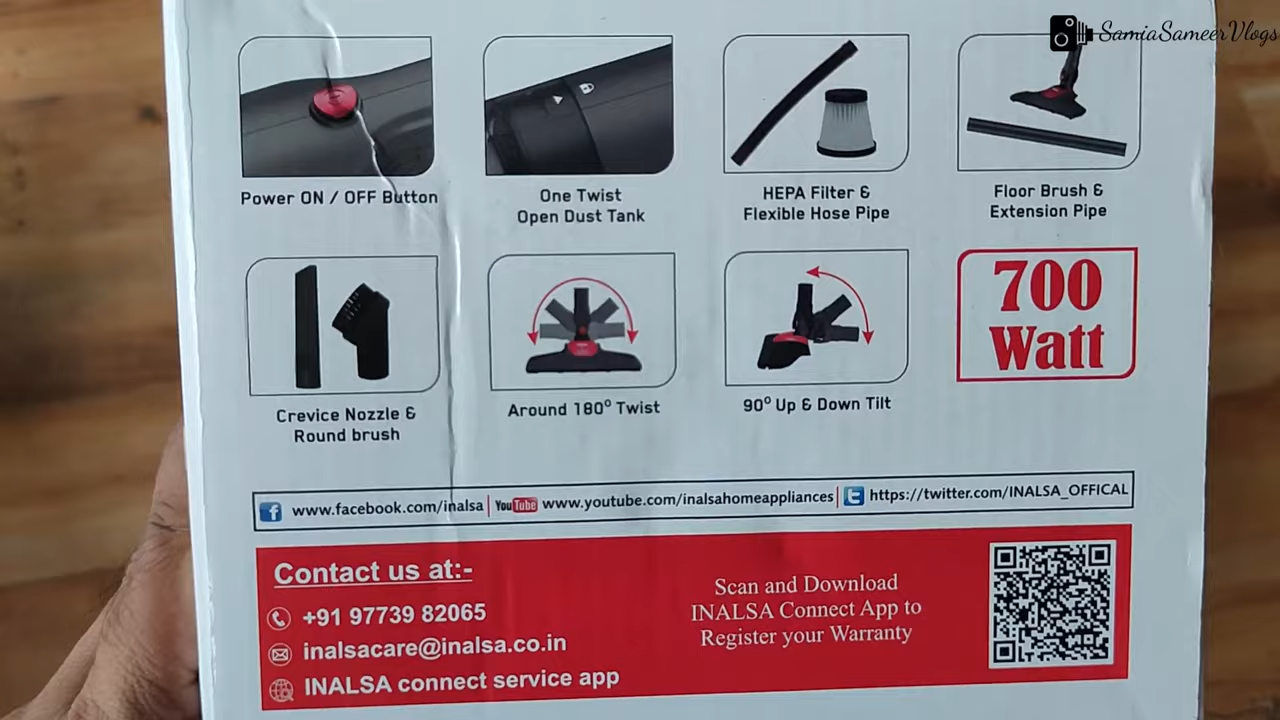 SamiaSameerVlogs
Power ON / OFF Button
One Twist
Open Dust Tank
HEPA Filter &
Flexible Hose Pipe
Floor Brush &
Extension Pipe
Crevice Nozzle &
Round brush
Around 180° Twist
90° Up & Down Tilt
700
Watt
www.facebook.com/inalsa
YouTube www.youtube.com/inalsahomeappliances
https://twitter.com/INALSA_OFFICAL
Contact us at:-
+91 97739 82065
inalsacare@inalsa.co.in
INALSA connect service app
Scan and Download
INALSA Connect App to
Register your Warranty